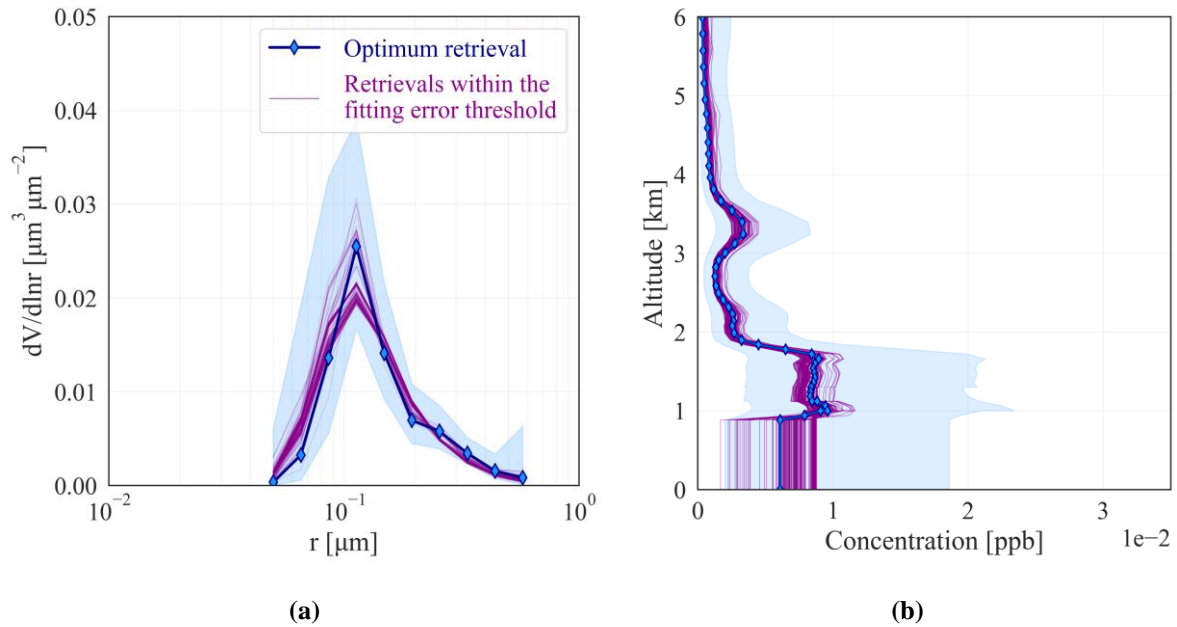 0.05
0.04
0.03
0.02
0.01
0.00
dV/dlnr [μm³ μm⁻²]
Optimum retrieval
Retrievals within the
fitting error threshold
10⁻²
10⁻¹
10⁰
r [μm]
(a)
6
5
4
3
2
1
0
Altitude [km]
0
1
2
3
Concentration [ppb]
1e−2
(b)